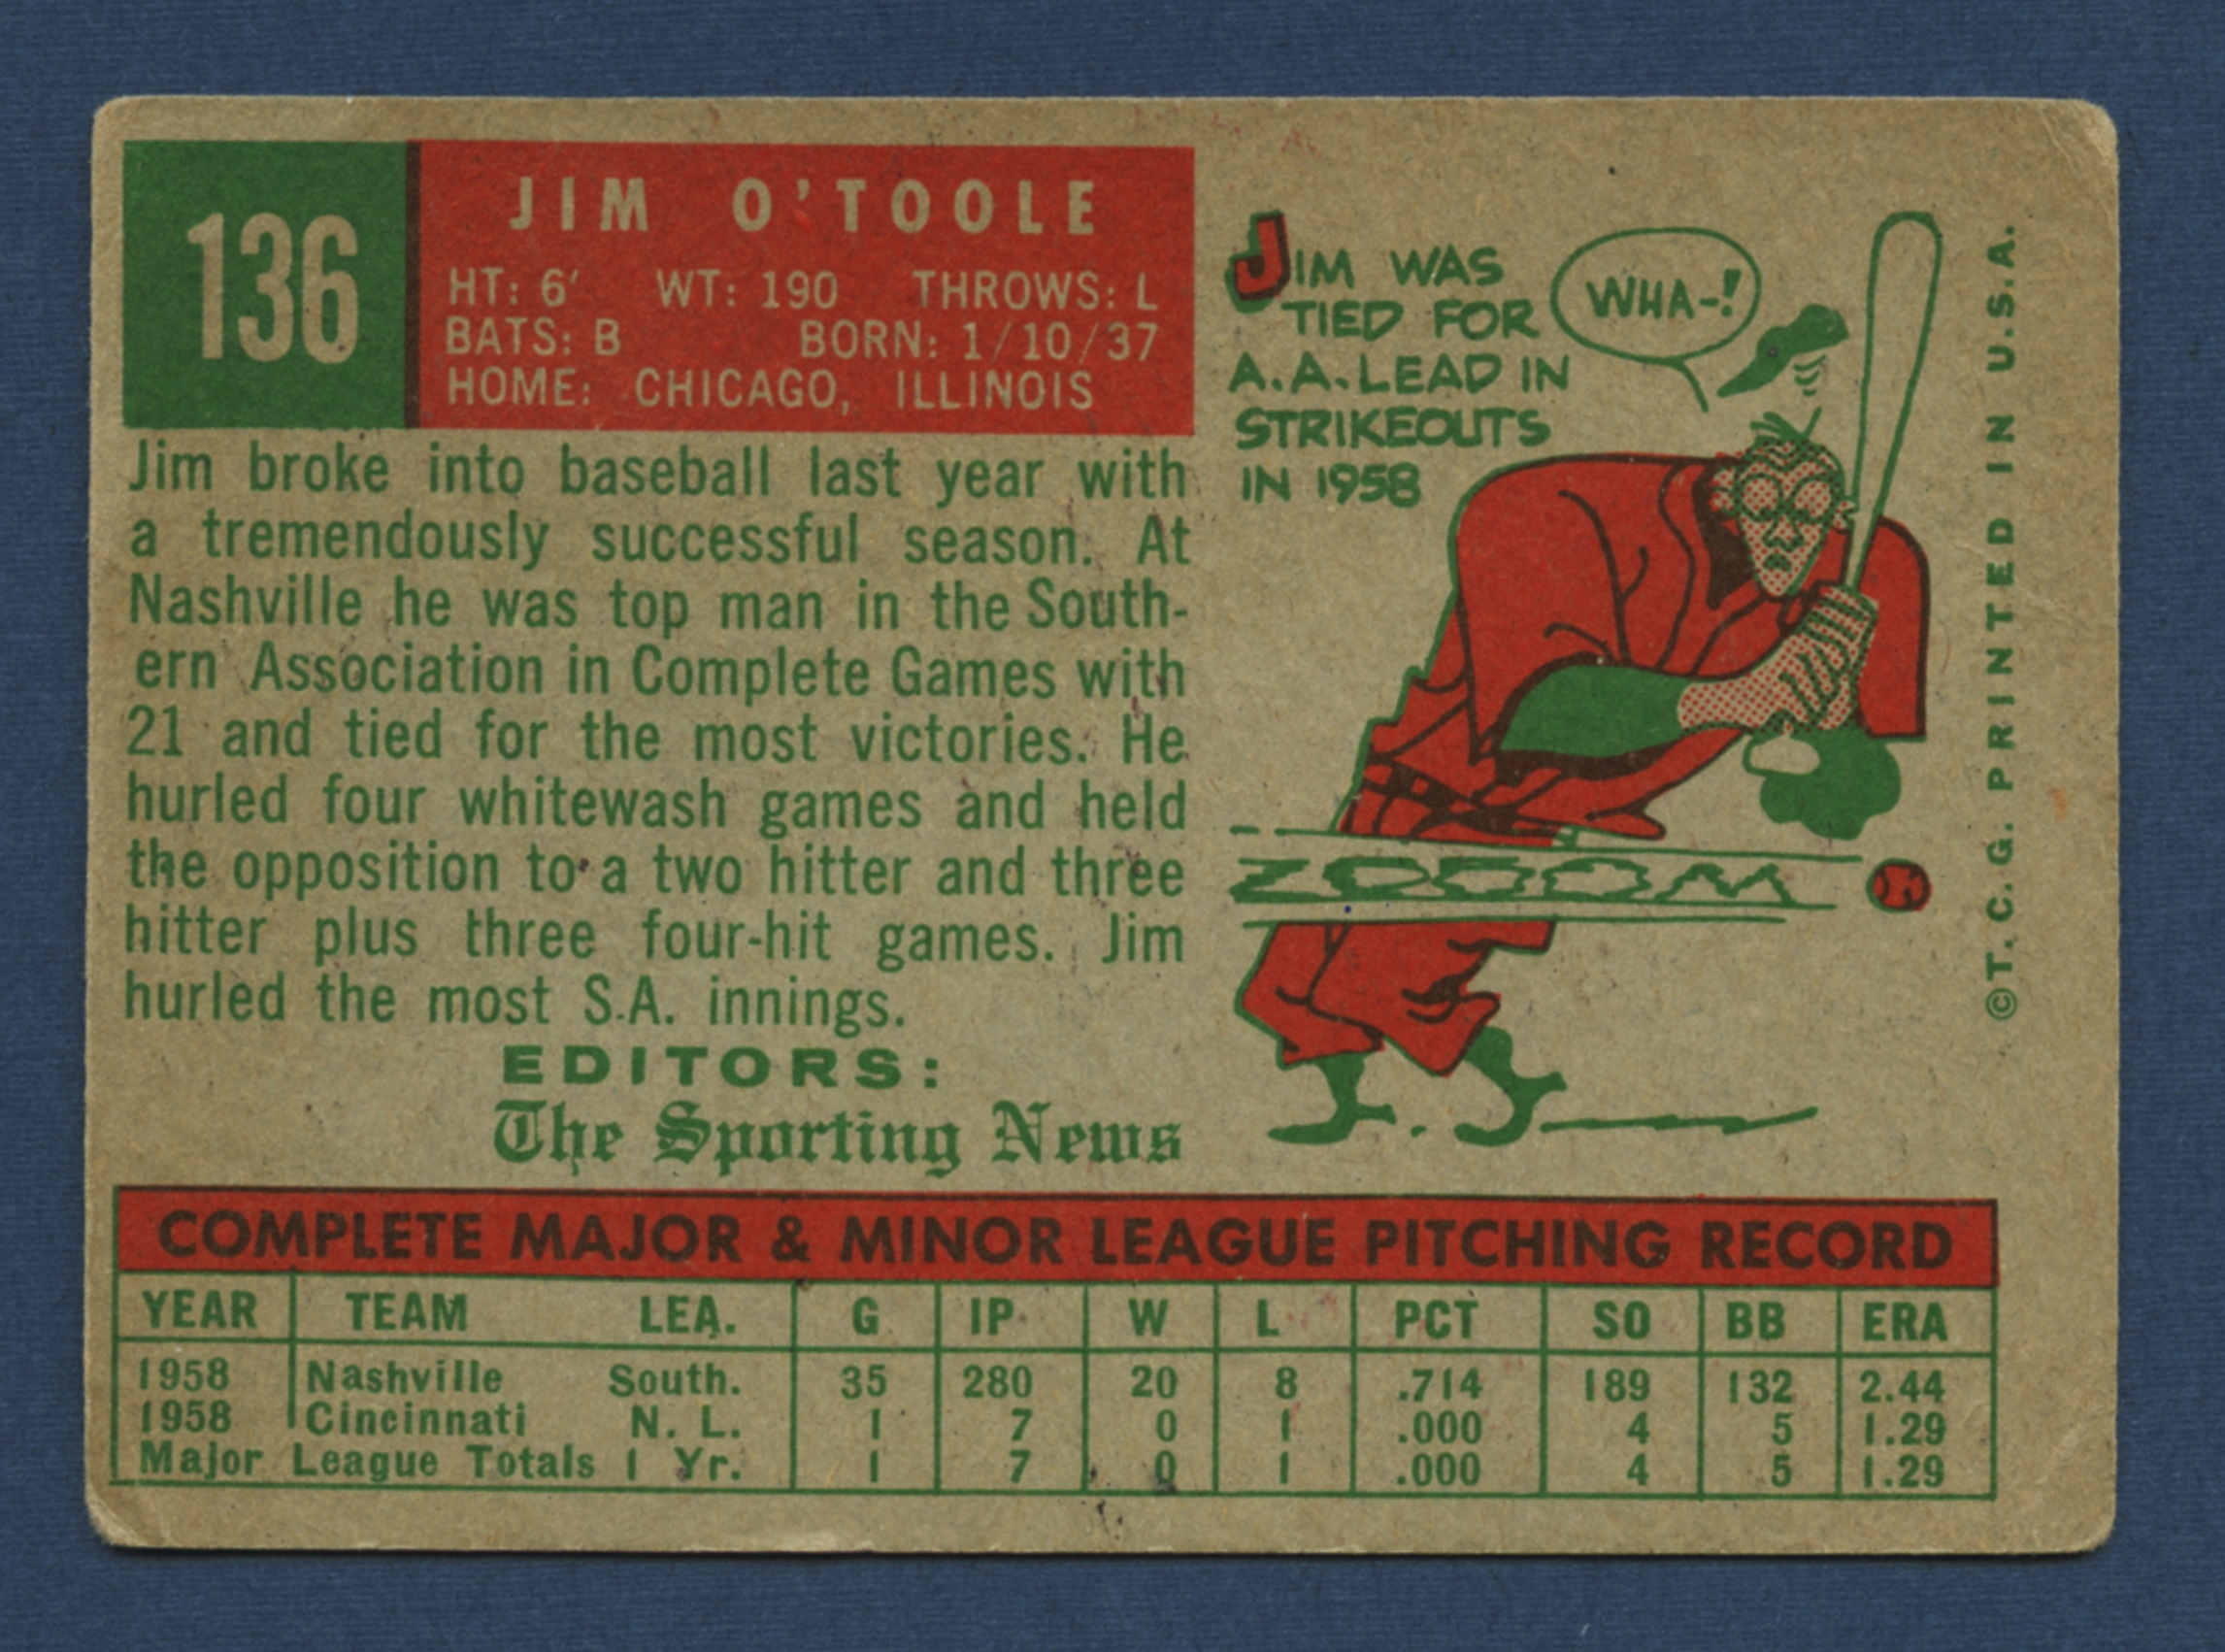 136
JIM O'TOOLE
HT: 6' WT: 190 THROWS: L
BATS: B BORN: 1/10/37
HOME: CHICAGO, ILLINOIS
Jim broke into baseball last year with
a tremendously successful season. At
Nashville he was top man in the South-
ern Association in Complete Games with
21 and tied for the most victories. He
hurled four whitewash games and held
the opposition to a two hitter and three
hitter plus three four-hit games. Jim
hurled the most S.A. innings.
EDITORS:
The Sporting News
JIM WAS
TIED FOR
A.A. LEAD IN
STRIKEOUTS
IN 1958
WHA-!
ZOOOOM
©T.C.G. PRINTED IN U.S.A.
COMPLETE MAJOR & MINOR LEAGUE PITCHING RECORD
YEAR TEAM LEA. G IP W L PCT SO BB ERA
1958 Nashville South. 35 280 20 8 .714 189 132 2.44
1958 Cincinnati N. L. 1 7 0 1 .000 4 5 1.29
Major League Totals 1 Yr. 1 7 0 1 .000 4 5 1.29